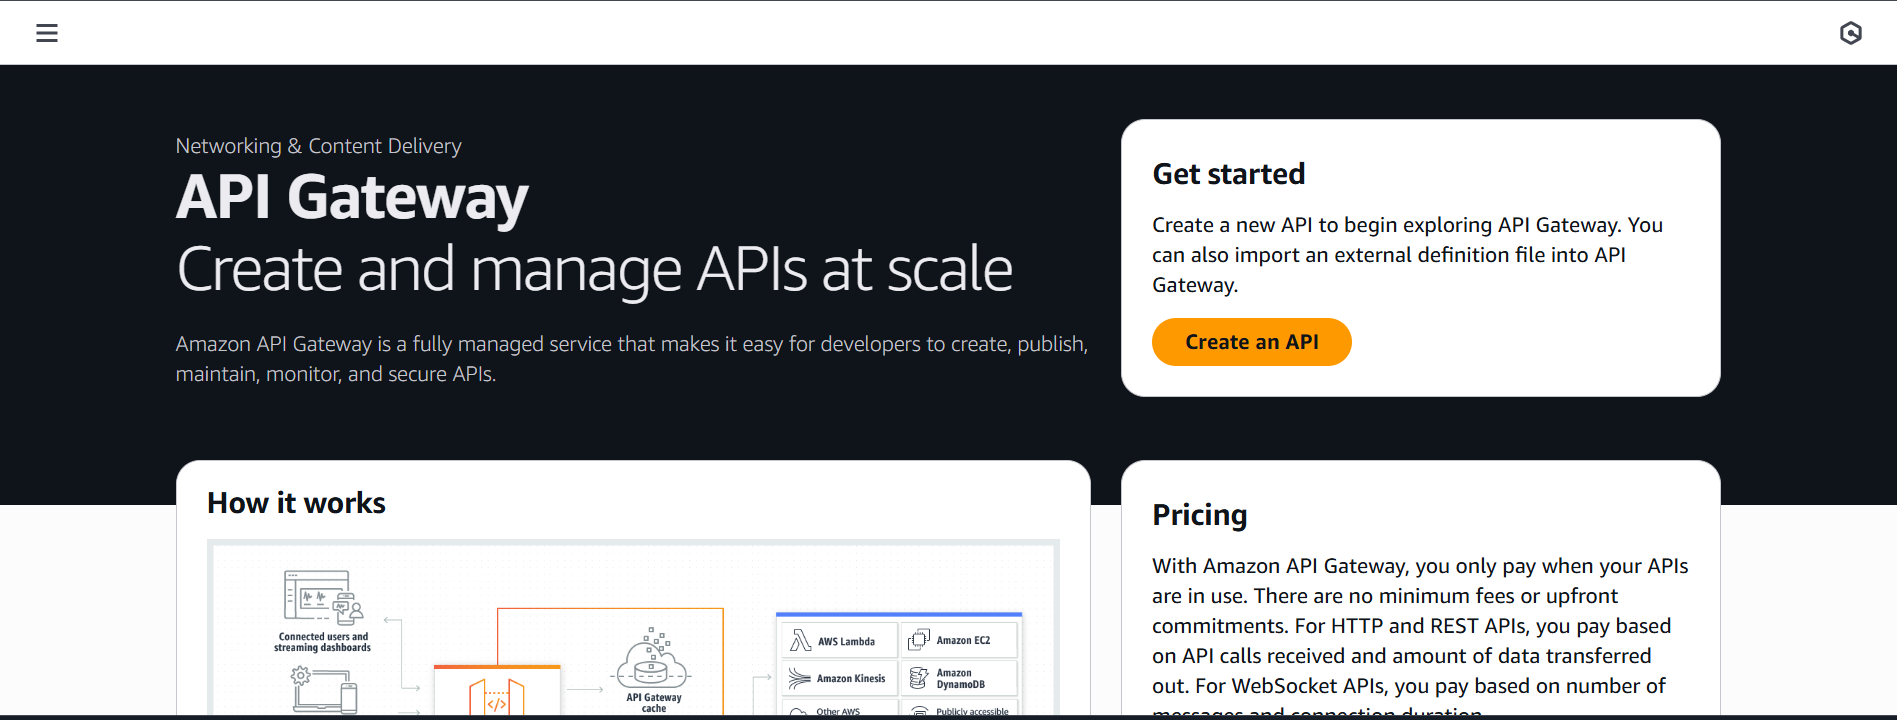 Networking & Content Delivery
API Gateway
Create and manage APIs at scale
Amazon API Gateway is a fully managed service that makes it easy for developers to create, publish,
maintain, monitor, and secure APIs.
Get started
Create a new API to begin exploring API Gateway. You
can also import an external definition file into API
Gateway.
Create an API
How it works
Connected users and
streaming dashboards
</>
API Gateway
cache
AWS Lambda
Amazon EC2
Amazon Kinesis
Amazon
DynamoDB
Other AWS
Publicly accessible
Pricing
With Amazon API Gateway, you only pay when your APIs
are in use. There are no minimum fees or upfront
commitments. For HTTP and REST APIs, you pay based
on API calls received and amount of data transferred
out. For WebSocket APIs, you pay based on number of
messages and connection duration.